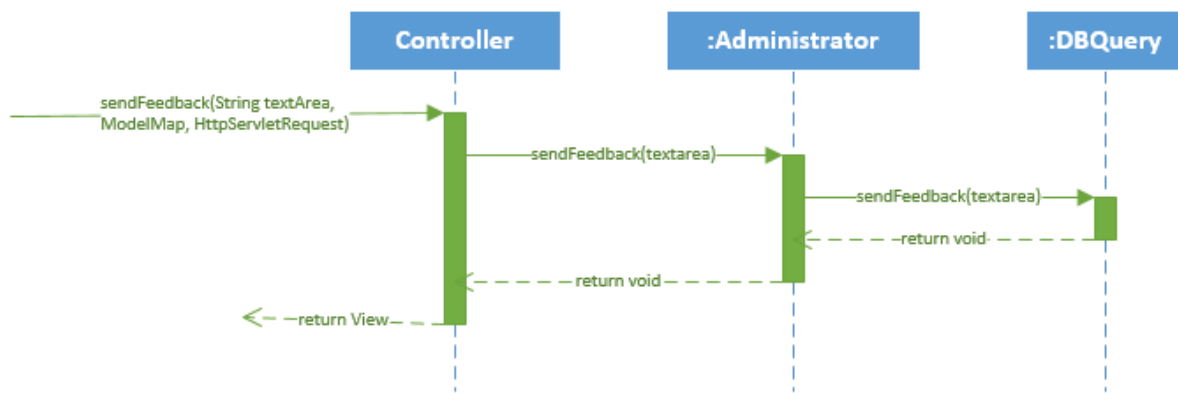 Controller
:Administrator
:DBQuery
sendFeedback(String textArea,
ModelMap, HttpServletRequest)
sendFeedback(textarea)
sendFeedback(textarea)
return void
return void
return View